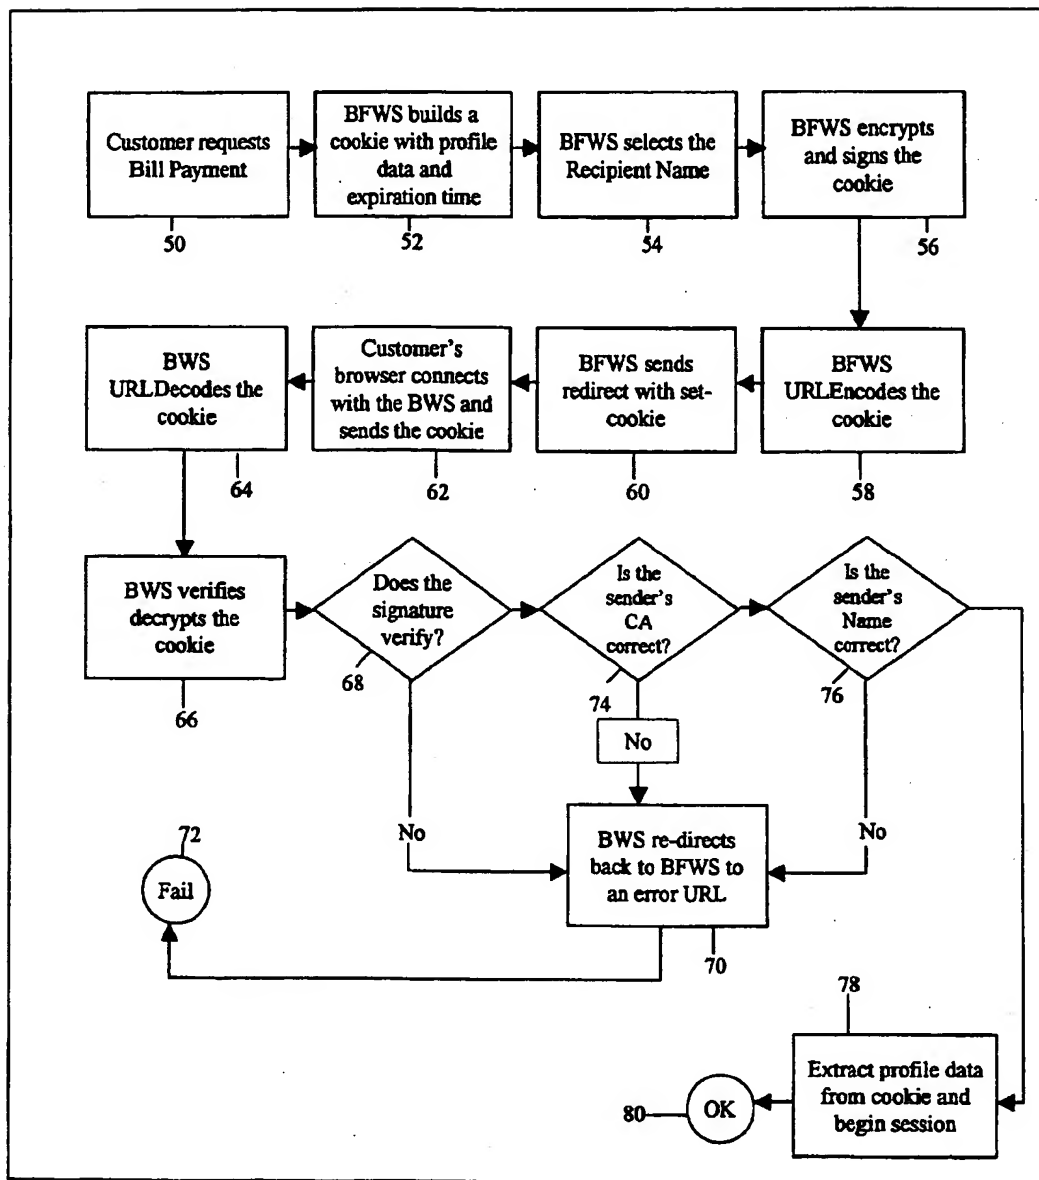 Customer requests
Bill Payment
50
BFWS builds a
cookie with profile
data and
expiration time
52
BFWS selects the
Recipient Name
54
BFWS encrypts
and signs the
cookie
56
BFWS
URLEncodes the
cookie
58
BFWS sends
redirect with set-
cookie
60
Customer's
browser connects
with the BWS and
sends the cookie
62
BWS
URLDecodes the
cookie
64
BWS verifies
decrypts the
cookie
66
Does the
signature
verify?
68
Is the
sender's
CA
correct?
74
Is the
sender's
Name
correct?
76
No
No
No
BWS re-directs
back to BFWS to
an error URL
70
72
Fail
78
Extract profile data
from cookie and
begin session
80
OK